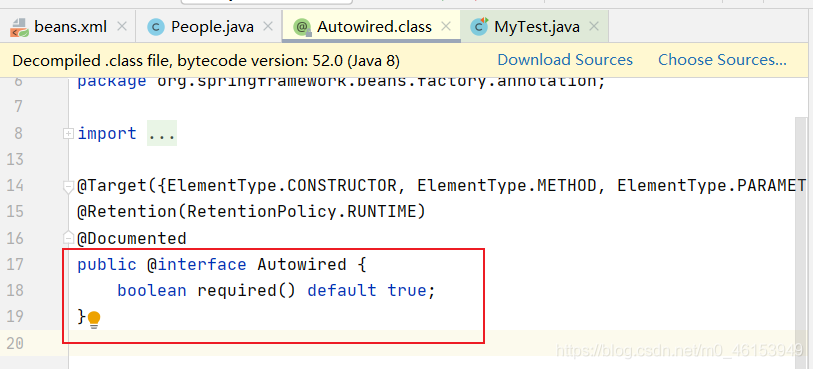 beans.xml People.java Autowired.class MyTest.java
Decompiled .class file, bytecode version: 52.0 (Java 8) Download Sources Choose Sources...
6 package org.springframework.beans.factory.annotation;
7
8 import ...
13
14 @Target({ElementType.CONSTRUCTOR, ElementType.METHOD, ElementType.PARAMET
15 @Retention(RetentionPolicy.RUNTIME)
16 @Documented
17 public @interface Autowired {
18 boolean required() default true;
19 }
20
https://blog.csdn.net/m0_46153949